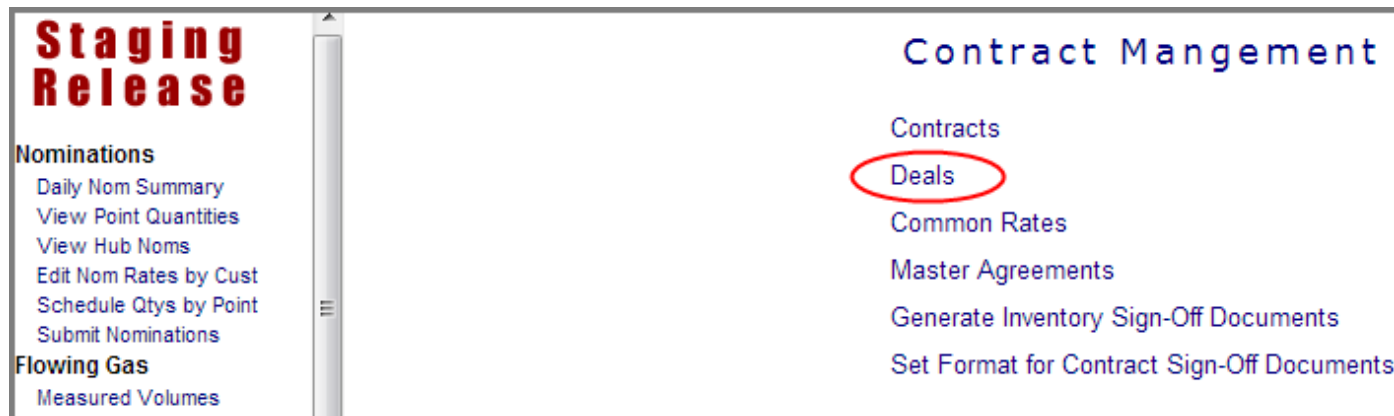 Staging
Release
Nominations
Daily Nom Summary
View Point Quantities
View Hub Noms
Edit Nom Rates by Cust
Schedule Qtys by Point
Submit Nominations
Flowing Gas
Measured Volumes
Contract Mangement
Contracts
Deals
Common Rates
Master Agreements
Generate Inventory Sign-Off Documents
Set Format for Contract Sign-Off Documents